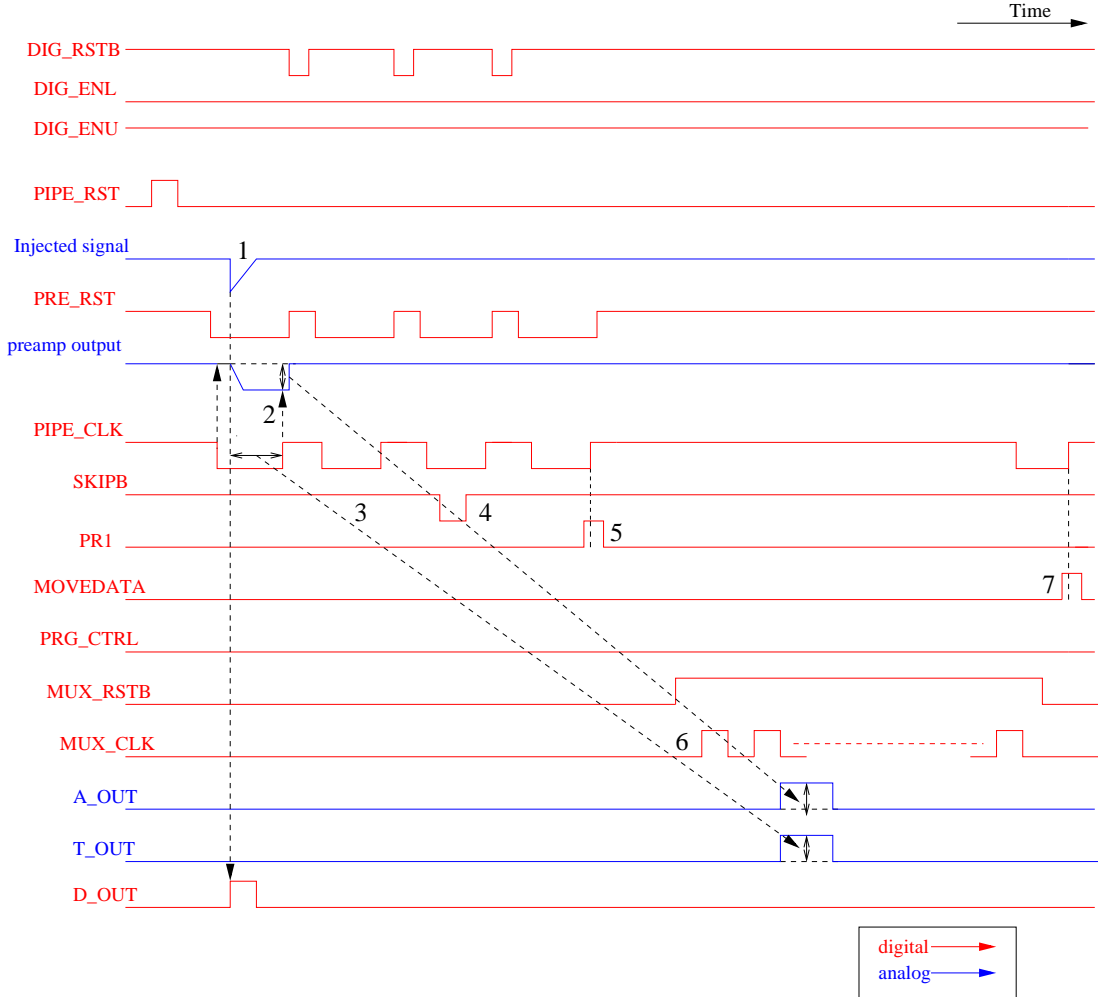 Time
DIG_RSTB
DIG_ENL
DIG_ENU
PIPE_RST
Injected signal
1
PRE_RST
preamp output
2
PIPE_CLK
SKIPB
3
4
PR1
5
MOVEDATA
7
PRG_CTRL
MUX_RSTB
MUX_CLK
6
A_OUT
T_OUT
D_OUT
digital
analog